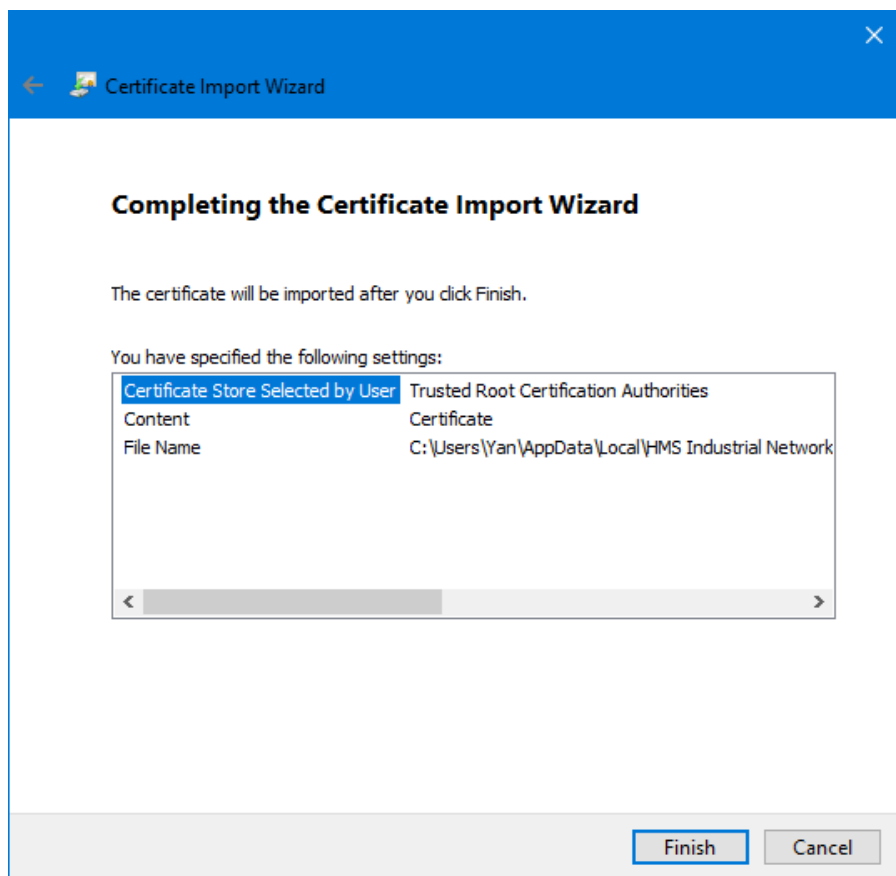 Certificate Import Wizard
Completing the Certificate Import Wizard
The certificate will be imported after you click Finish.
You have specified the following settings:
Certificate Store Selected by User Trusted Root Certification Authorities
Content Certificate
File Name C:\Users\Yan\AppData\Local\HMS Industrial Network
Finish Cancel